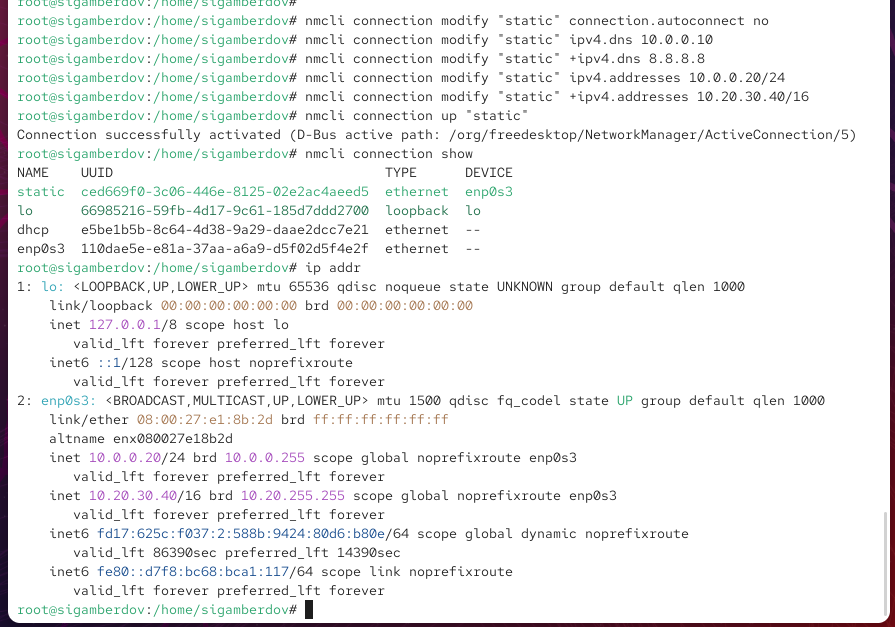 root@sigamberdov:/home/sigamberdov#
root@sigamberdov:/home/sigamberdov# nmcli connection modify "static" connection.autoconnect no
root@sigamberdov:/home/sigamberdov# nmcli connection modify "static" ipv4.dns 10.0.0.10
root@sigamberdov:/home/sigamberdov# nmcli connection modify "static" +ipv4.dns 8.8.8.8
root@sigamberdov:/home/sigamberdov# nmcli connection modify "static" ipv4.addresses 10.0.0.20/24
root@sigamberdov:/home/sigamberdov# nmcli connection modify "static" +ipv4.addresses 10.20.30.40/16
root@sigamberdov:/home/sigamberdov# nmcli connection up "static"
Connection successfully activated (D-Bus active path: /org/freedesktop/NetworkManager/ActiveConnection/5)
root@sigamberdov:/home/sigamberdov# nmcli connection show
NAME    UUID                                  TYPE      DEVICE
static  ced669f0-3c06-446e-8125-02e2ac4aeed5  ethernet  enp0s3
lo      66985216-59fb-4d17-9c61-185d7ddd2700  loopback  lo
dhcp    e5be1b5b-8c64-4d38-9a29-daae2dcc7e21  ethernet  --
enp0s3  110dae5e-e81a-37aa-a6a9-d5f02d5f4e2f  ethernet  --
root@sigamberdov:/home/sigamberdov# ip addr
1: lo: <LOOPBACK,UP,LOWER_UP> mtu 65536 qdisc noqueue state UNKNOWN group default qlen 1000
    link/loopback 00:00:00:00:00:00 brd 00:00:00:00:00:00
    inet 127.0.0.1/8 scope host lo
       valid_lft forever preferred_lft forever
    inet6 ::1/128 scope host noprefixroute
       valid_lft forever preferred_lft forever
2: enp0s3: <BROADCAST,MULTICAST,UP,LOWER_UP> mtu 1500 qdisc fq_codel state UP group default qlen 1000
    link/ether 08:00:27:e1:8b:2d brd ff:ff:ff:ff:ff:ff
    altname enx080027e18b2d
    inet 10.0.0.20/24 brd 10.0.0.255 scope global noprefixroute enp0s3
       valid_lft forever preferred_lft forever
    inet 10.20.30.40/16 brd 10.20.255.255 scope global noprefixroute enp0s3
       valid_lft forever preferred_lft forever
    inet6 fd17:625c:f037:2:588b:9424:80d6:b80e/64 scope global dynamic noprefixroute
       valid_lft 86390sec preferred_lft 14390sec
    inet6 fe80::d7f8:bc68:bca1:117/64 scope link noprefixroute
       valid_lft forever preferred_lft forever
root@sigamberdov:/home/sigamberdov#